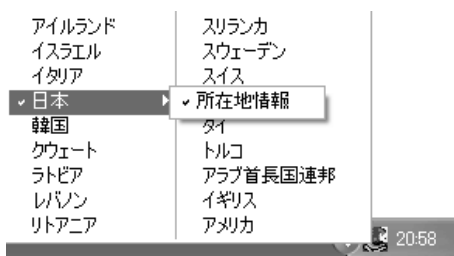 アイルランド
イスラエル
イタリア
日本
韓国
クウェート
ラトビア
レバノン
リトアニア
スリランカ
スウェーデン
スイス
所在地情報
タイ
トルコ
アラブ首長国連邦
イギリス
アメリカ
20:58